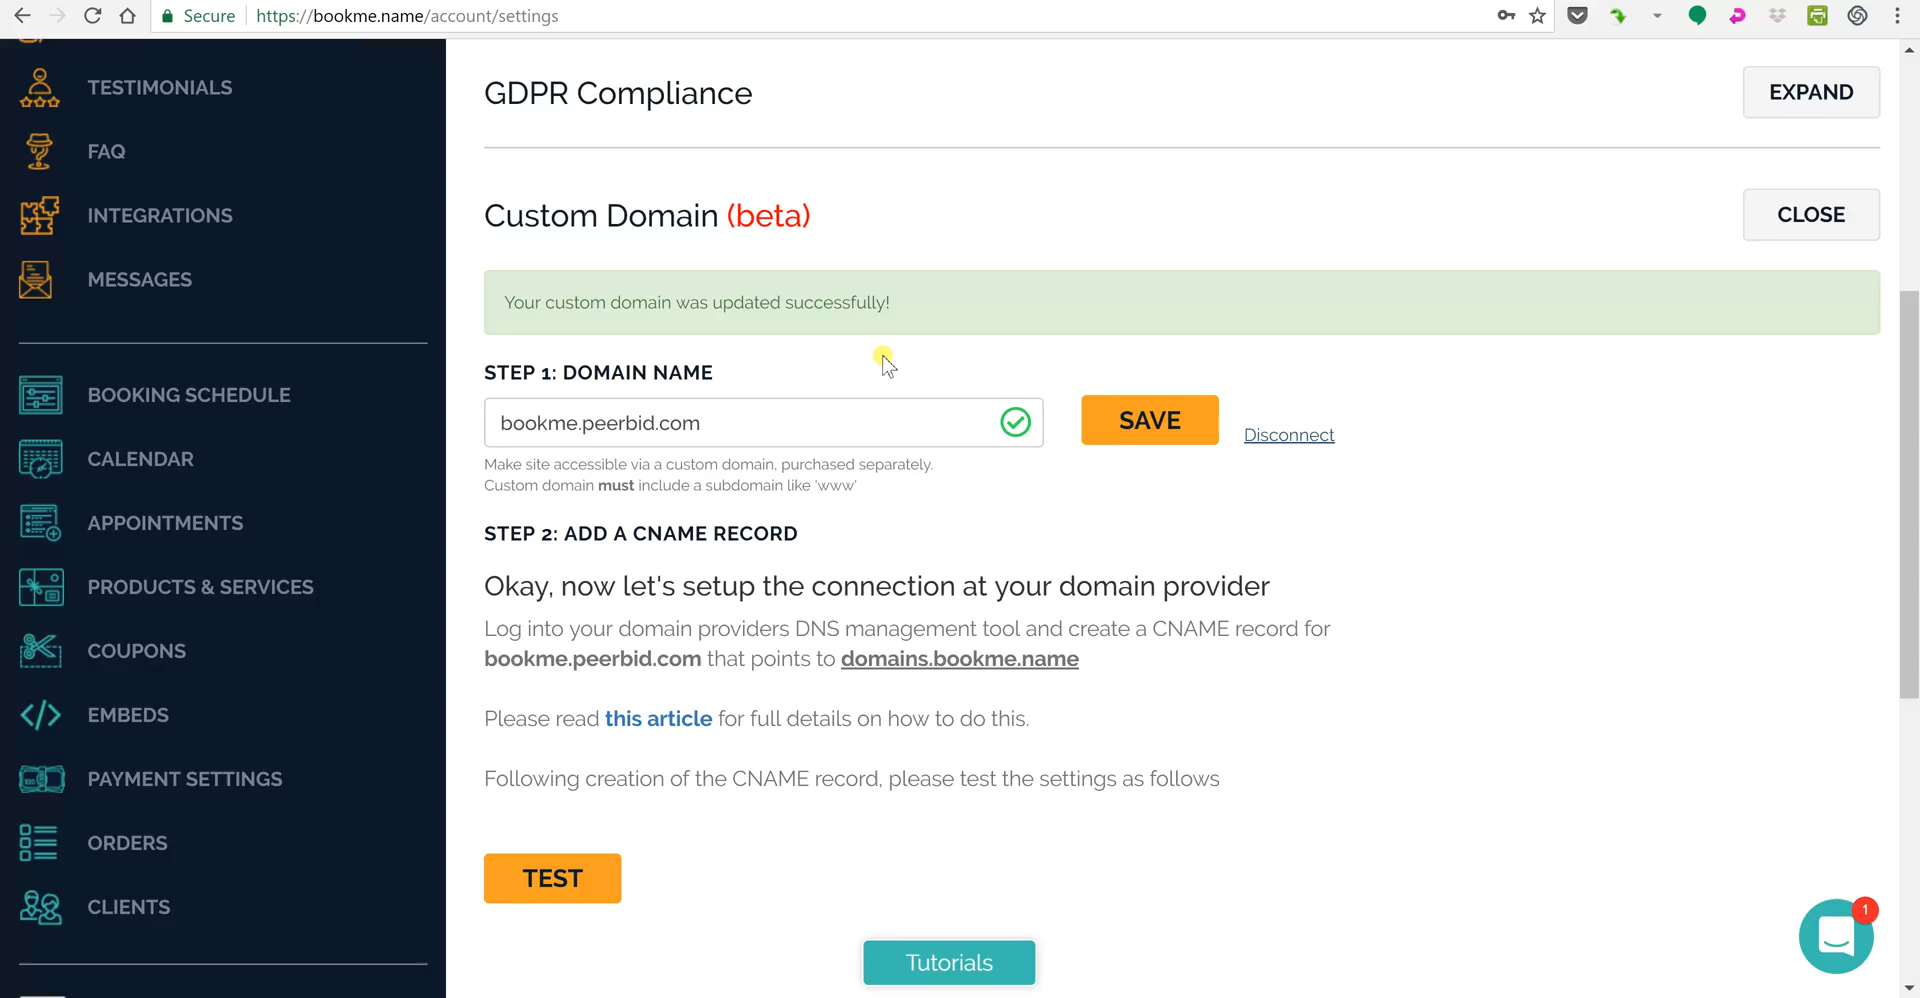 Secure
https://bookme.name/account/settings
TESTIMONIALS
FAQ
INTEGRATIONS
MESSAGES
BOOKING SCHEDULE
CALENDAR
APPOINTMENTS
PRODUCTS & SERVICES
COUPONS
EMBEDS
PAYMENT SETTINGS
ORDERS
CLIENTS
GDPR Compliance
EXPAND
Custom Domain (beta)
CLOSE
Your custom domain was updated successfully!
STEP 1: DOMAIN NAME
bookme.peerbid.com
SAVE
Disconnect
Make site accessible via a custom domain, purchased separately.
Custom domain must include a subdomain like 'www'
STEP 2: ADD A CNAME RECORD
Okay, now let's setup the connection at your domain provider
Log into your domain providers DNS management tool and create a CNAME record for
bookme.peerbid.com that points to domains.bookme.name
Please read this article for full details on how to do this.
Following creation of the CNAME record, please test the settings as follows
TEST
Tutorials
1